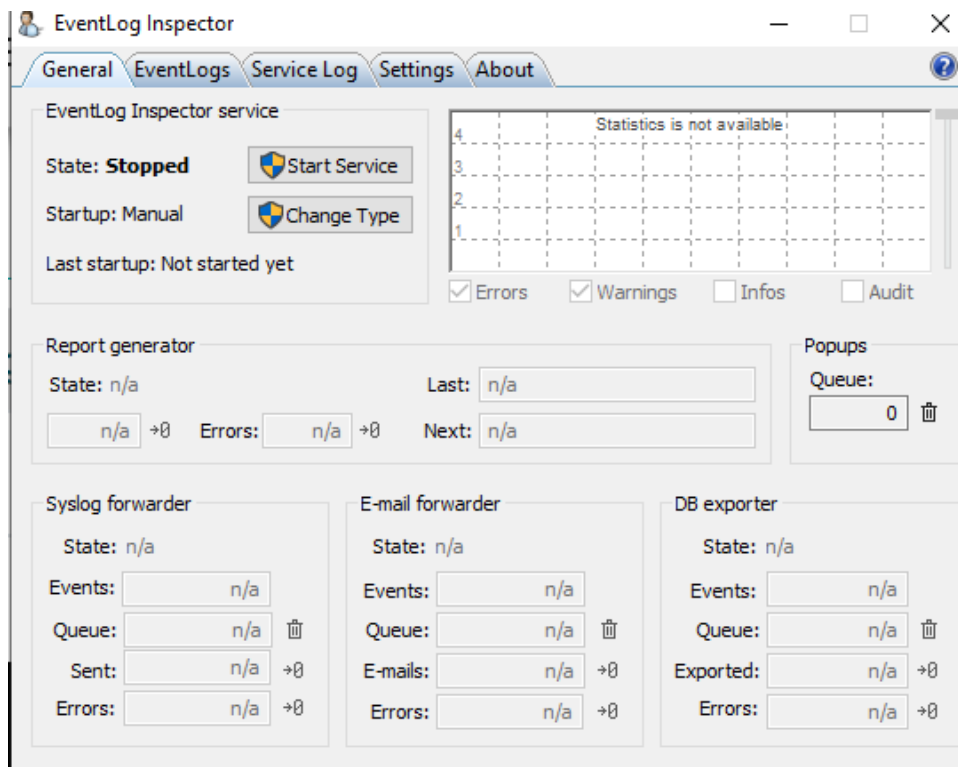 EventLog Inspector
General EventLogs Service Log Settings About
EventLog Inspector service
State: Stopped Start Service
Startup: Manual Change Type
Last startup: Not started yet
Statistics is not available
4
3
2
1
Errors Warnings Infos Audit
Report generator
State: n/a Last: n/a
n/a →0 Errors: n/a →0 Next: n/a
Popups
Queue:
0
Syslog forwarder
State: n/a
Events: n/a
Queue: n/a
Sent: n/a →0
Errors: n/a →0
E-mail forwarder
State: n/a
Events: n/a
Queue: n/a
E-mails: n/a →0
Errors: n/a →0
DB exporter
State: n/a
Events: n/a
Queue: n/a
Exported: n/a →0
Errors: n/a →0